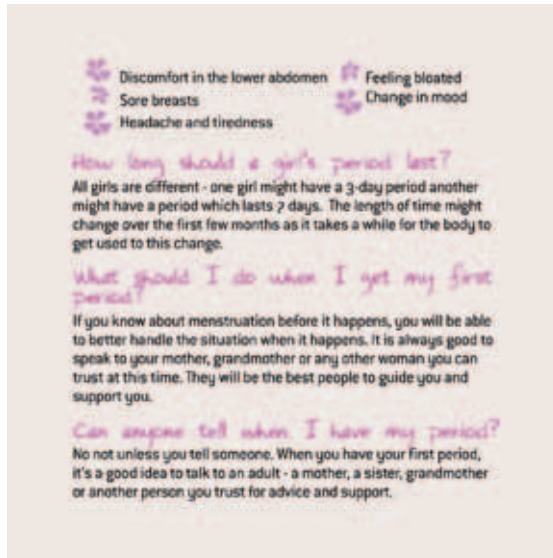 Discomfort in the lower abdomen
Sore breasts
Headache and tiredness
Feeling bloated
Change in mood
How long should a girl's period last?
All girls are different - one girl might have a 3-day period another
might have a period which lasts 7 days. The length of time might
change over the first few months as it takes a while for the body to
get used to this change.
What should I do when I get my first
period?
If you know about menstruation before it happens, you will be able
to better handle the situation when it happens. It is always good to
speak to your mother, grandmother or any other woman you can
trust at this time. They will be the best people to guide you and
support you.
Can anyone tell when I have my period?
No not unless you tell someone. When you have your first period,
it's a good idea to talk to an adult - a mother, a sister, grandmother
or another person you trust for advice and support.